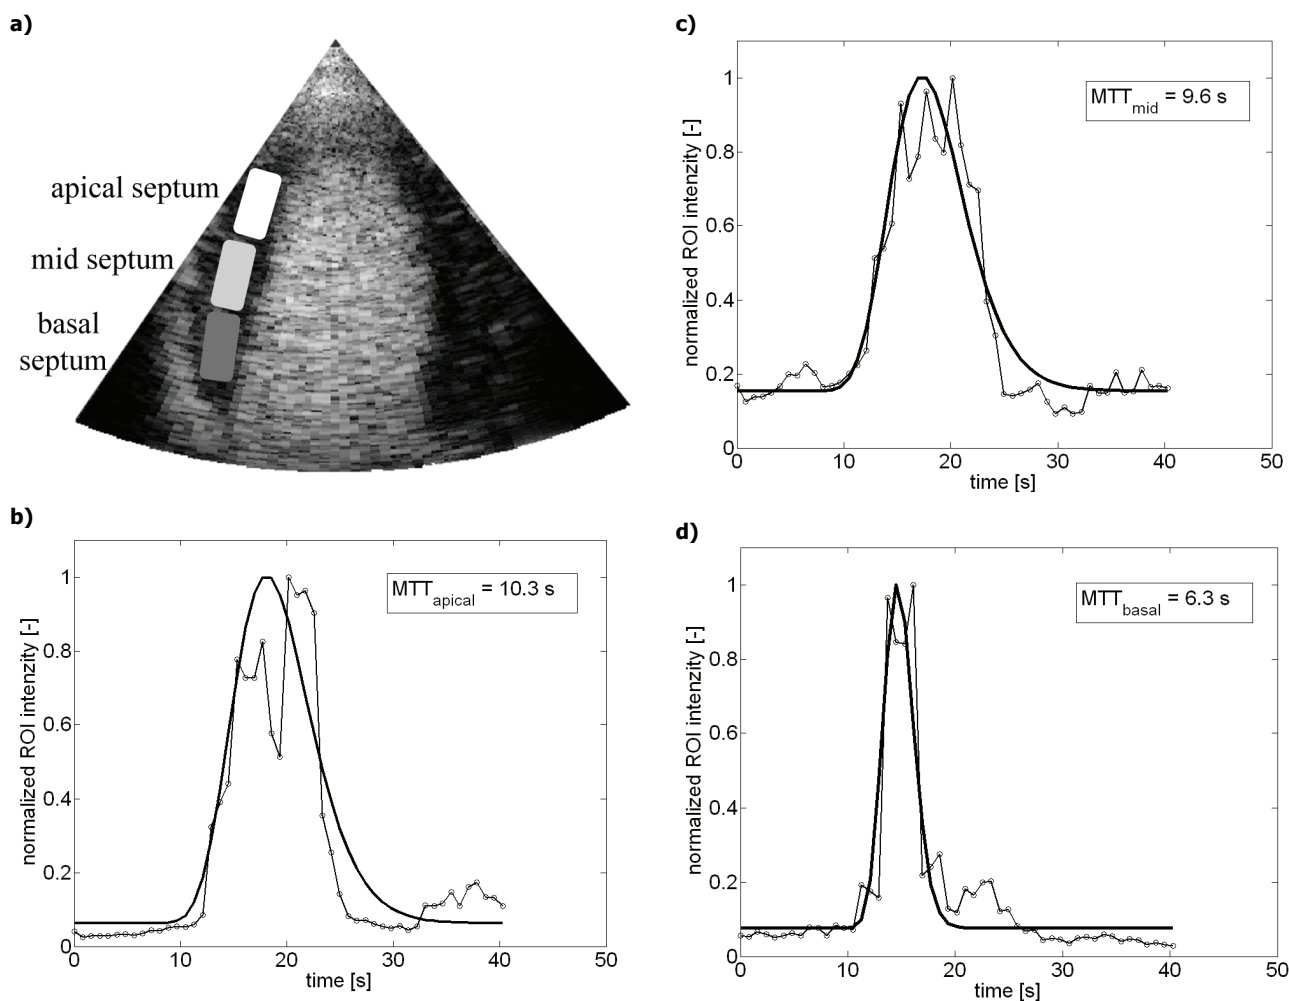 a)
apical septum
mid septum
basal
septum
b)
normalized ROI intenzity [-]
1
0.8
0.6
0.4
0.2
0
0 10 20 30 40 50
time [s]
MTTapical = 10.3 s
c)
normalized ROI intenzity [-]
1
0.8
0.6
0.4
0.2
0
0 10 20 30 40 50
time [s]
MTTmid = 9.6 s
d)
normalized ROI intenzity [-]
1
0.8
0.6
0.4
0.2
0
0 10 20 30 40 50
time [s]
MTTbasal = 6.3 s